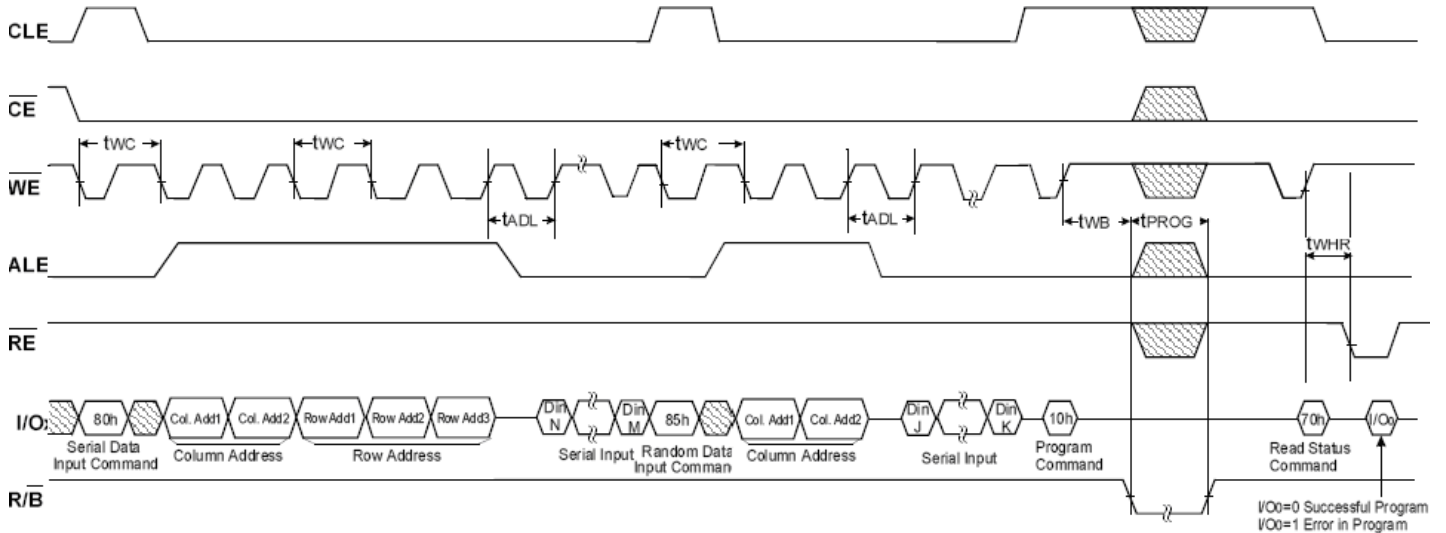 CLE
CE
tWC tWC tWC
WE
tADL tADL tWB tPROG
tWHR
ALE
RE
I/Ox 80h Col. Add1 Col. Add2 Row Add1 Row Add2 Row Add3 Din N Din M 85h Col. Add1 Col. Add2 Din J Din K 10h 70h I/O0
Serial Data Input Command
Column Address
Row Address
Serial Input
Random Data Input Command
Column Address
Serial Input
Program Command
Read Status Command
R/B
I/O0=0 Successful Program
I/O0=1 Error in Program